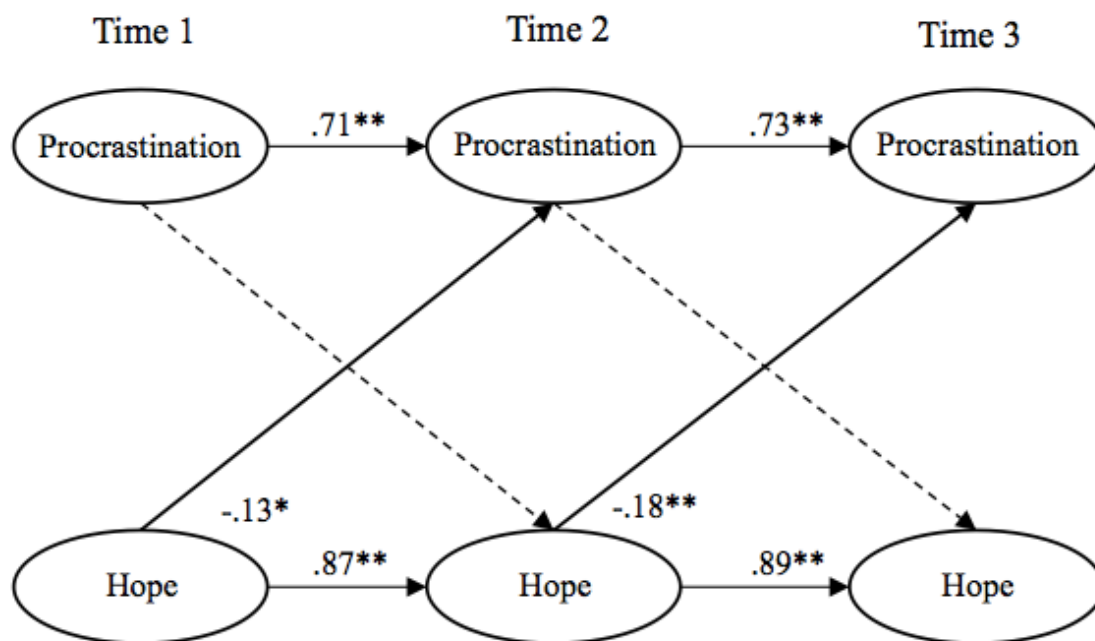 Time 1 Time 2 Time 3
.71** .73**
Procrastination Procrastination Procrastination
-.13* -.18**
.87** .89**
Hope Hope Hope